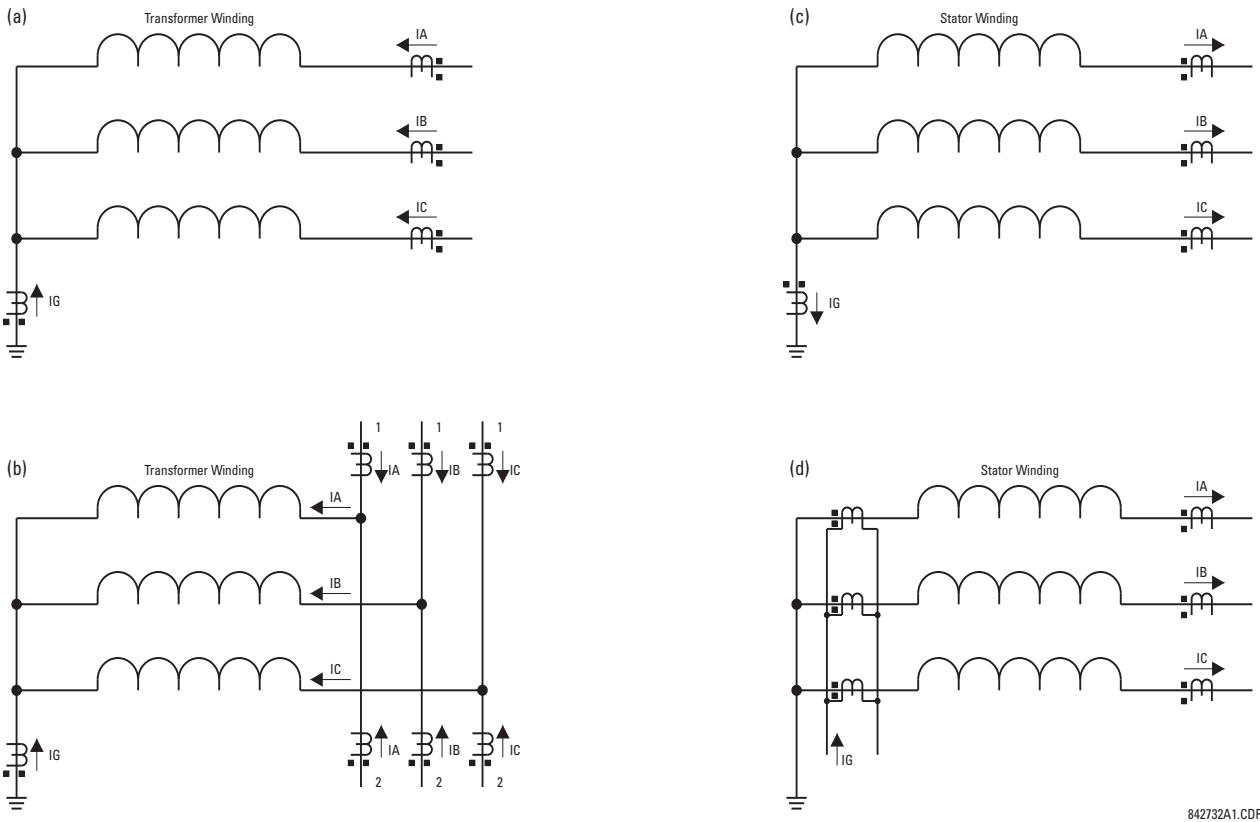 (a)
Transformer Winding
IA
IB
IC
IG
(c)
Stator Winding
IA
IB
IC
IG
(b)
Transformer Winding
1 1 1
IA IB IC
IA
IB
IC
IG
IA IB IC
2 2 2
(d)
Stator Winding
IA
IB
IC
IG
842732A1.CDR